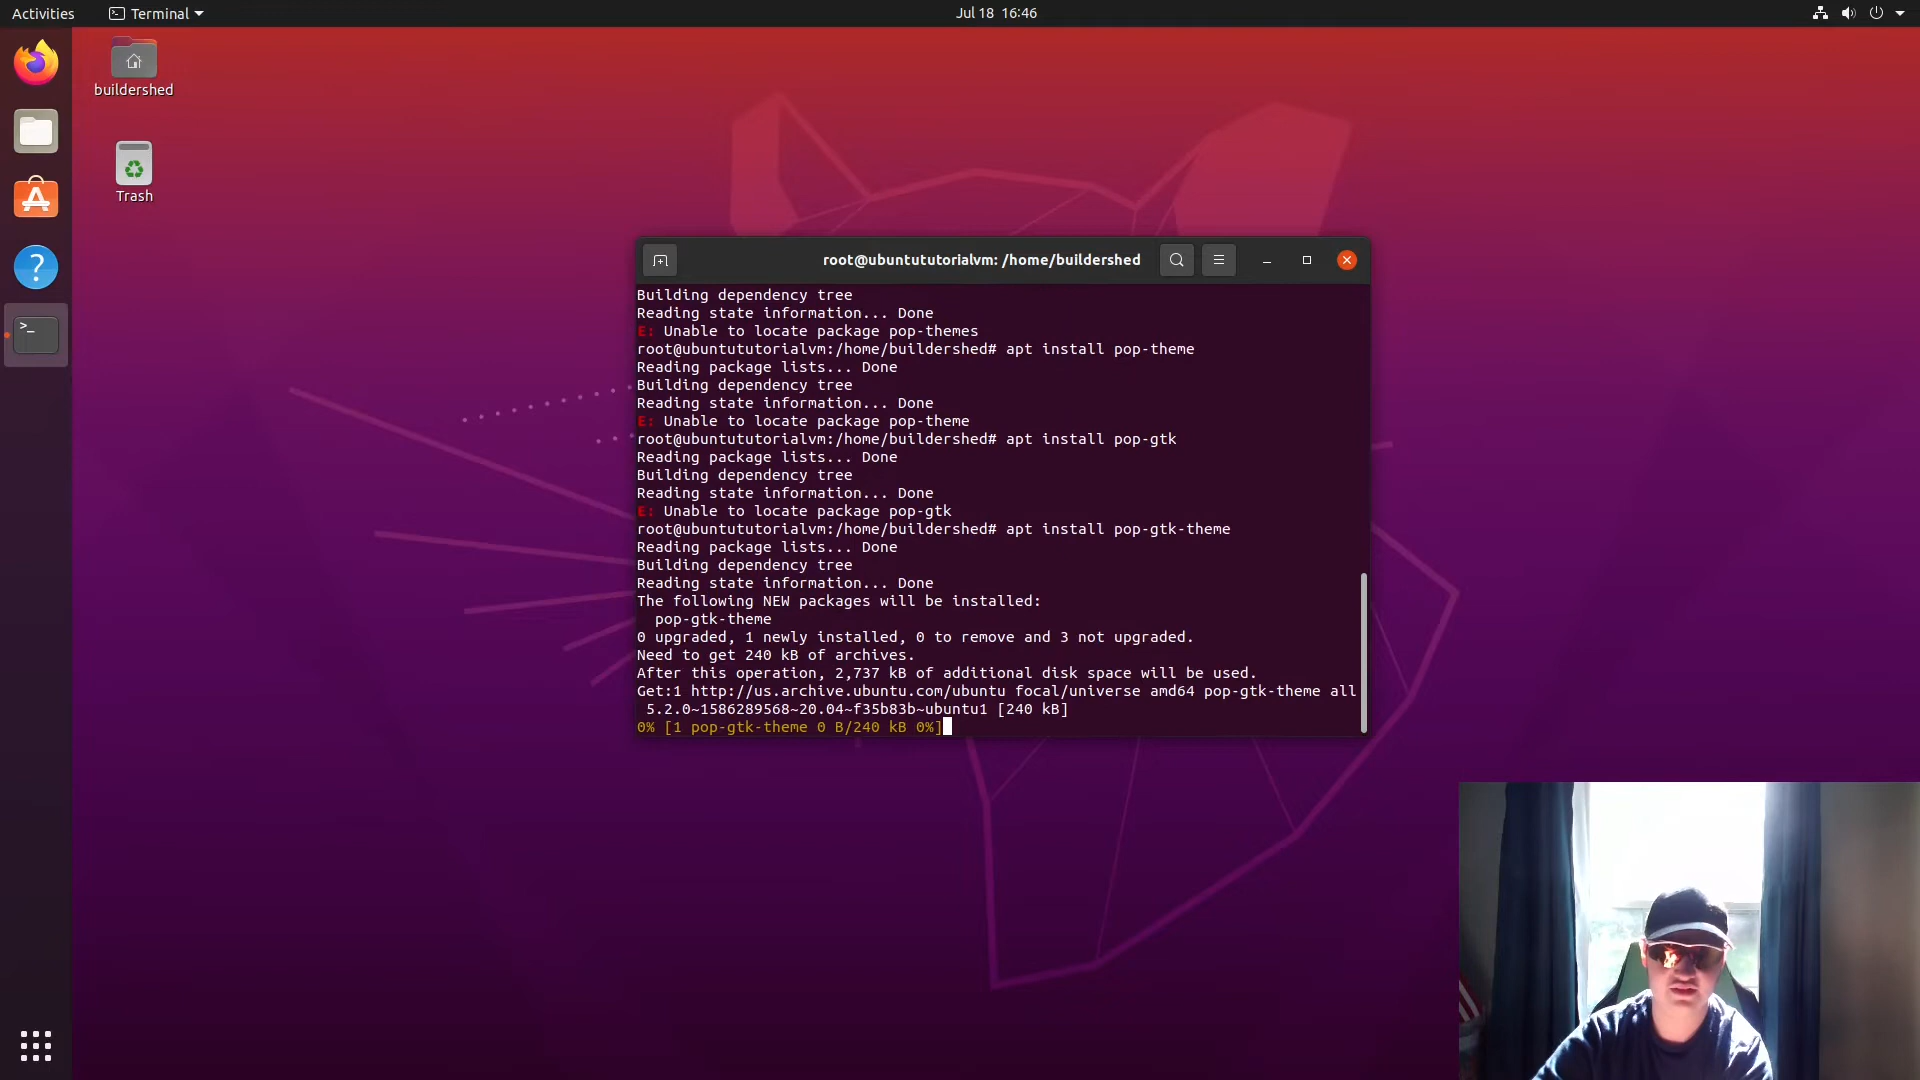 Activities
Terminal
Jul 18 16:46
buildershed
Trash
root@ubuntututorialvm: /home/buildershed
Building dependency tree
Reading state information... Done
E: Unable to locate package pop-themes
root@ubuntututorialvm:/home/buildershed# apt install pop-theme
Reading package lists... Done
Building dependency tree
Reading state information... Done
E: Unable to locate package pop-theme
root@ubuntututorialvm:/home/buildershed# apt install pop-gtk
Reading package lists... Done
Building dependency tree
Reading state information... Done
E: Unable to locate package pop-gtk
root@ubuntututorialvm:/home/buildershed# apt install pop-gtk-theme
Reading package lists... Done
Building dependency tree
Reading state information... Done
The following NEW packages will be installed:
pop-gtk-theme
0 upgraded, 1 newly installed, 0 to remove and 3 not upgraded.
Need to get 240 kB of archives.
After this operation, 2,737 kB of additional disk space will be used.
Get:1 http://us.archive.ubuntu.com/ubuntu focal/universe amd64 pop-gtk-theme all
5.2.0~1586289568~20.04~f35b83b~ubuntu1 [240 kB]
0% [1 pop-gtk-theme 0 B/240 kB 0%]